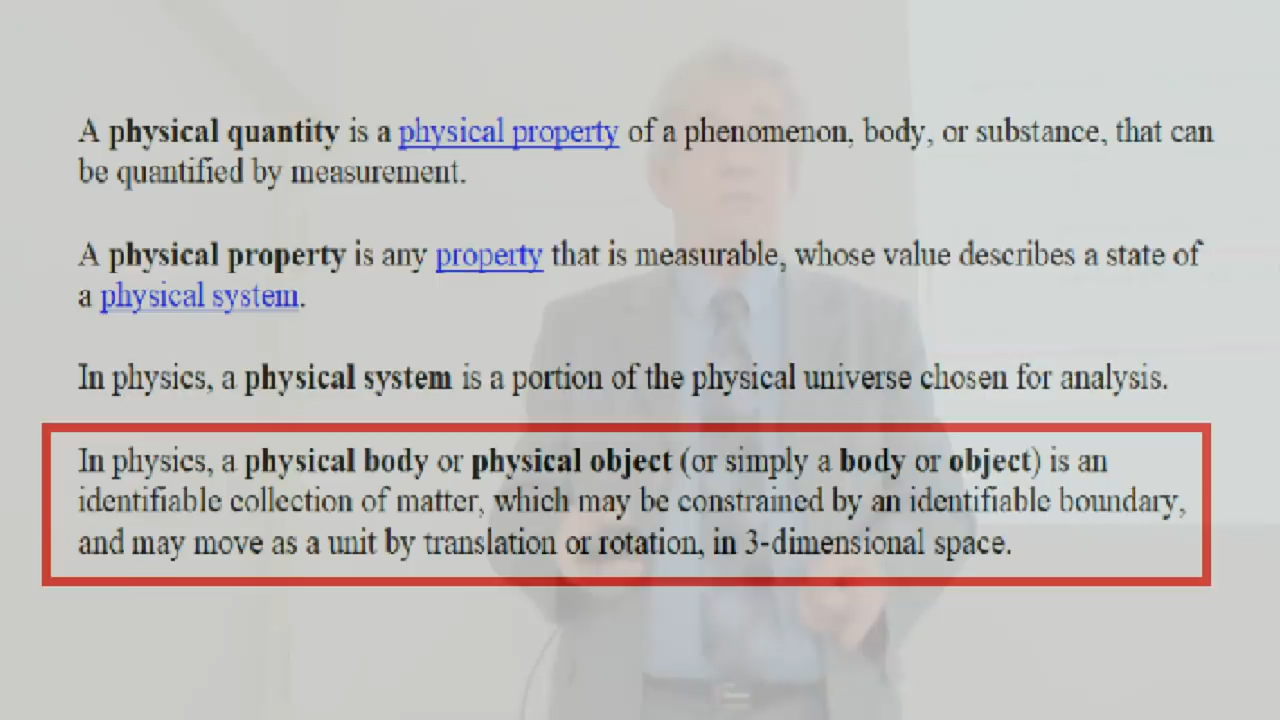 A physical quantity is a physical property of a phenomenon, body, or substance, that can
be quantified by measurement.
A physical property is any property that is measurable, whose value describes a state of
a physical system.
In physics, a physical system is a portion of the physical universe chosen for analysis.
In physics, a physical body or physical object (or simply a body or object) is an
identifiable collection of matter, which may be constrained by an identifiable boundary,
and may move as a unit by translation or rotation, in 3-dimensional space.